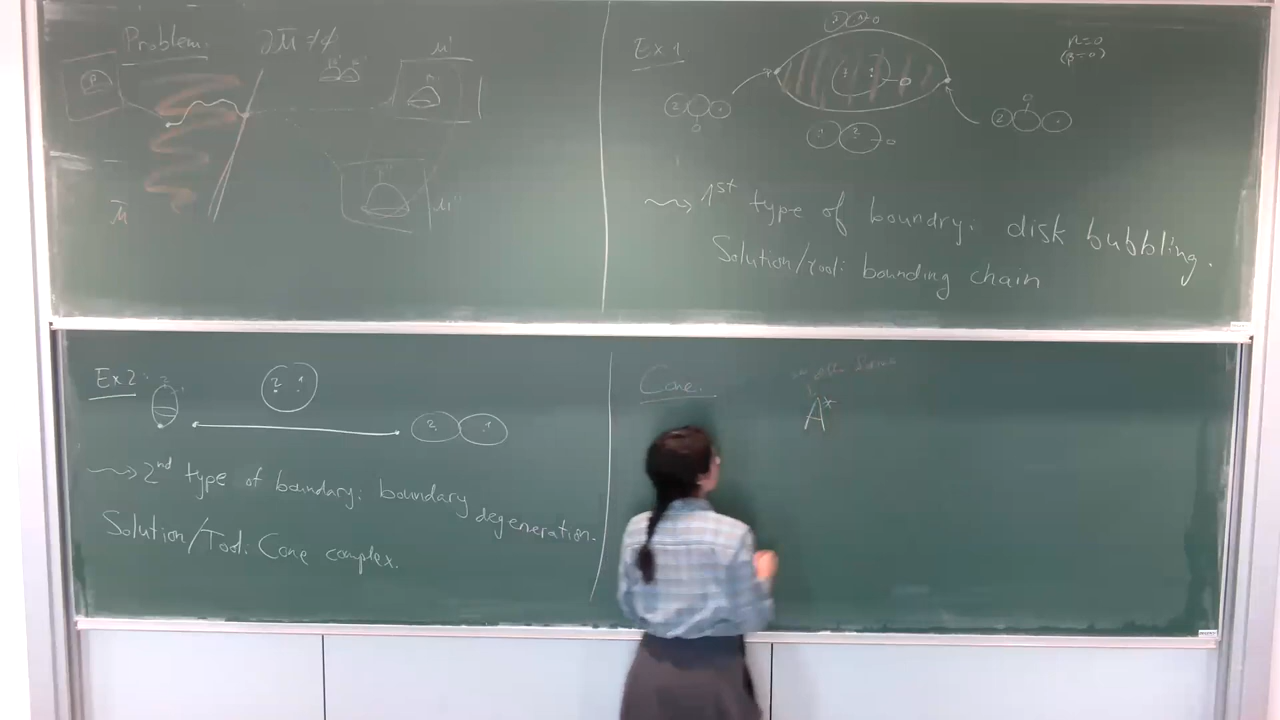 Problem. ∂M̄ ≠ ∅
M'
M̄
M''
Ex 1.
n=0
(β=0)
~> 1st type of boundry: disk bubbling.
Solution/tool: bounding chain
Ex 2:
~> 2nd type of boundary: boundary degeneration.
Solution/Tool: Cone complex.
Cone.
A*